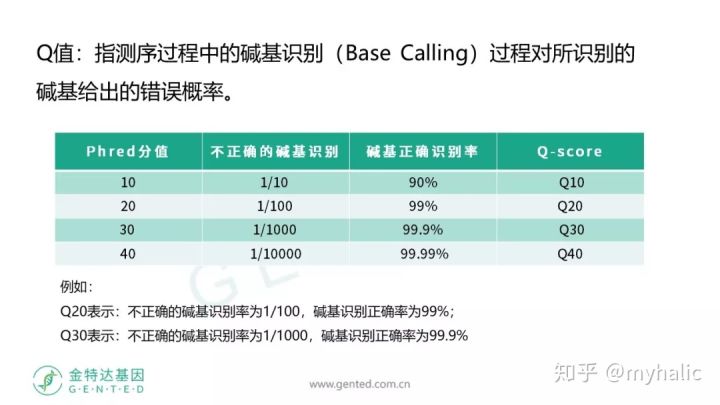 Q值：指测序过程中的碱基识别（Base Calling）过程对所识别的
碱基给出的错误概率。
Phred分值 不正确的碱基识别 碱基正确识别率 Q-score
10 1/10 90% Q10
20 1/100 99% Q20
30 1/1000 99.9% Q30
40 1/10000 99.99% Q40
GE
例如：
Q20表示：不正确的碱基识别率为1/100，碱基识别正确率为99%；
Q30表示：不正确的碱基识别率为1/1000，碱基识别正确率为99.9%
金特达基因
G·E·N·T·E·D
www.gented.com.cn
知乎 @myhalic